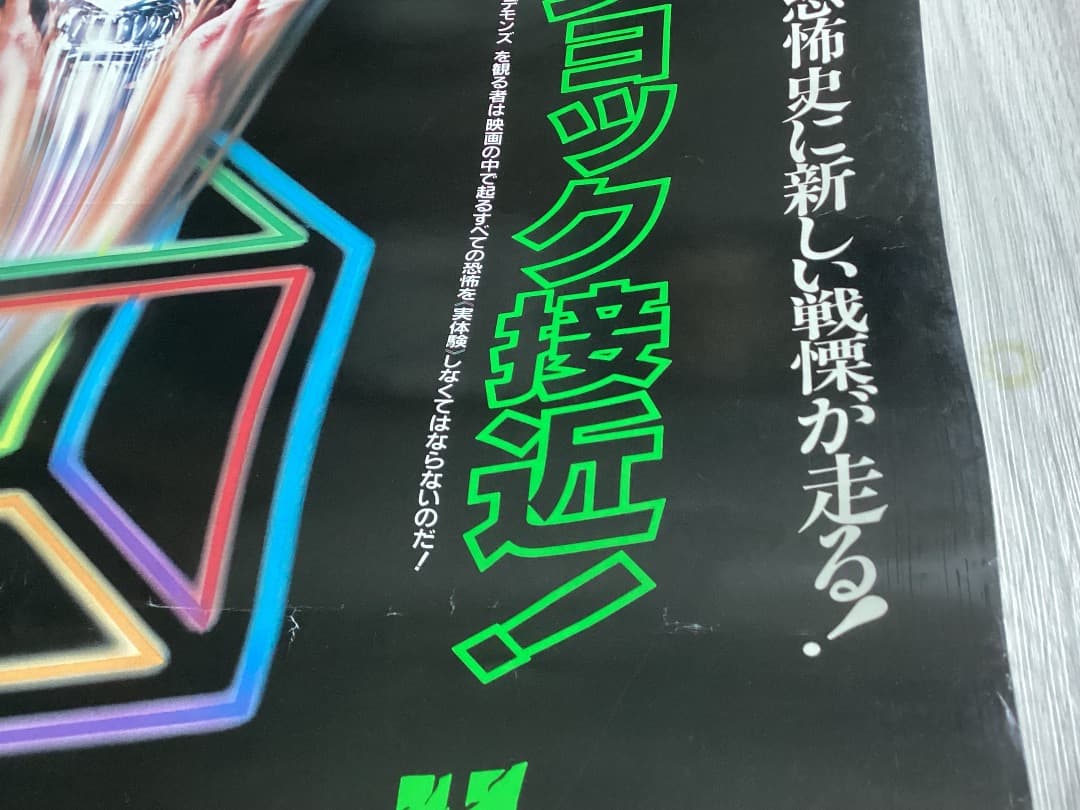 恐怖史に新しい戦慄が走る!
ョック接近!
デモンズ を観る者は映画の中で起るすべての恐怖を《実体験》しなくてはならないのだ!